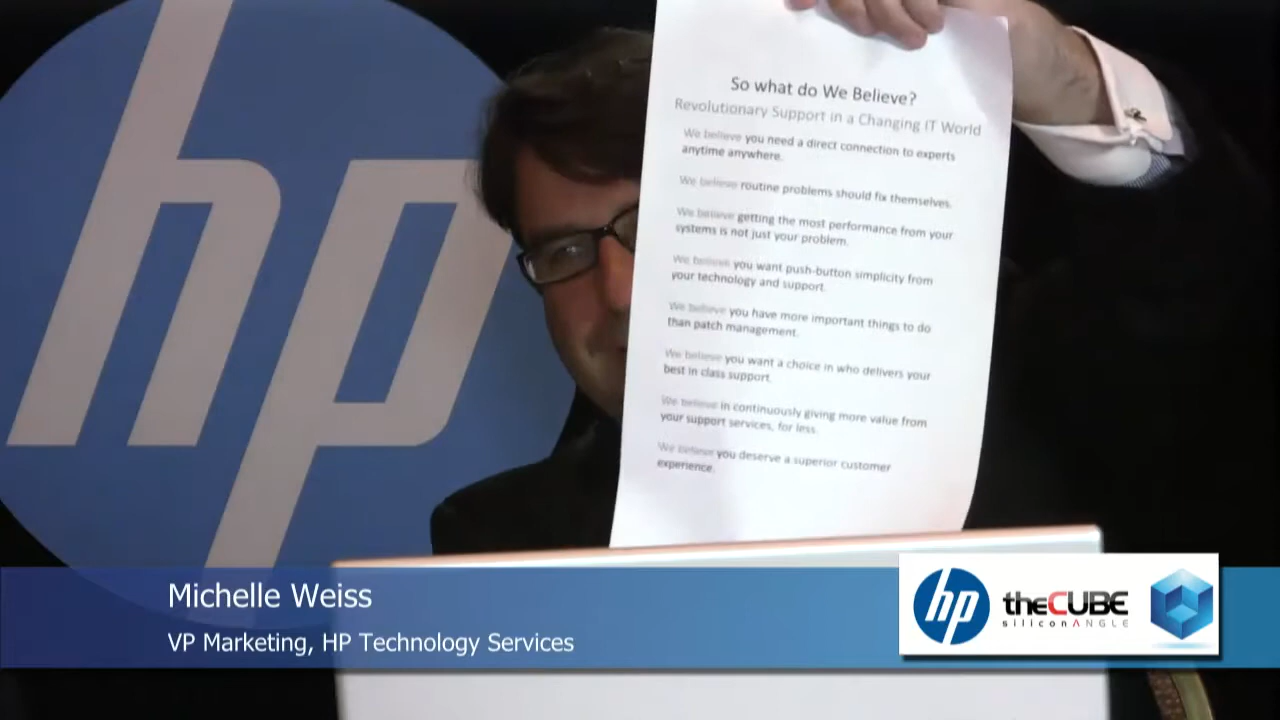 hp
So what do We Believe?
Revolutionary Support in a Changing IT World
We believe you need a direct connection to experts
anytime anywhere.
We believe routine problems should fix themselves.
We believe getting the most performance from your
systems is not just your problem.
We believe you want push-button simplicity from
your technology and support.
We believe you have more important things to do
than patch management.
We believe you want a choice in who delivers your
best in class support.
We believe in continuously giving more value from
your support services, for less.
We believe you deserve a superior customer
experience.
Michelle Weiss
VP Marketing, HP Technology Services
hp
theCUBE
siliconANGLE